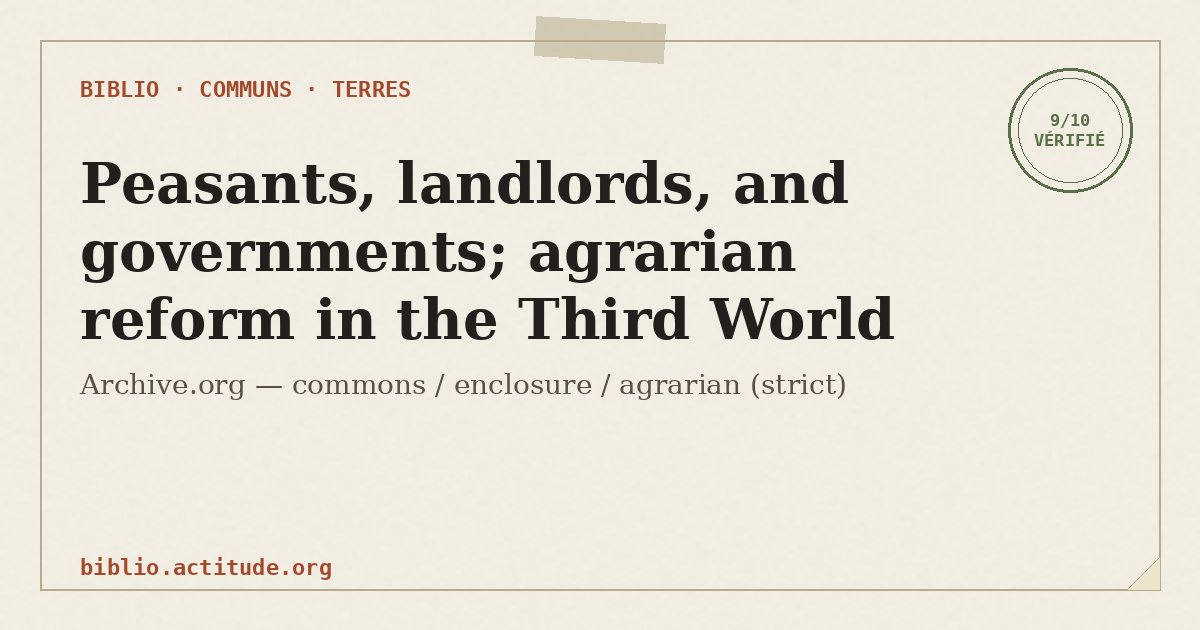 BIBLIO · COMMUNS · TERRES
9/10
VÉRIFIÉ
Peasants, landlords, and
governments; agrarian
reform in the Third World
Archive.org — commons / enclosure / agrarian (strict)
biblio.actitude.org